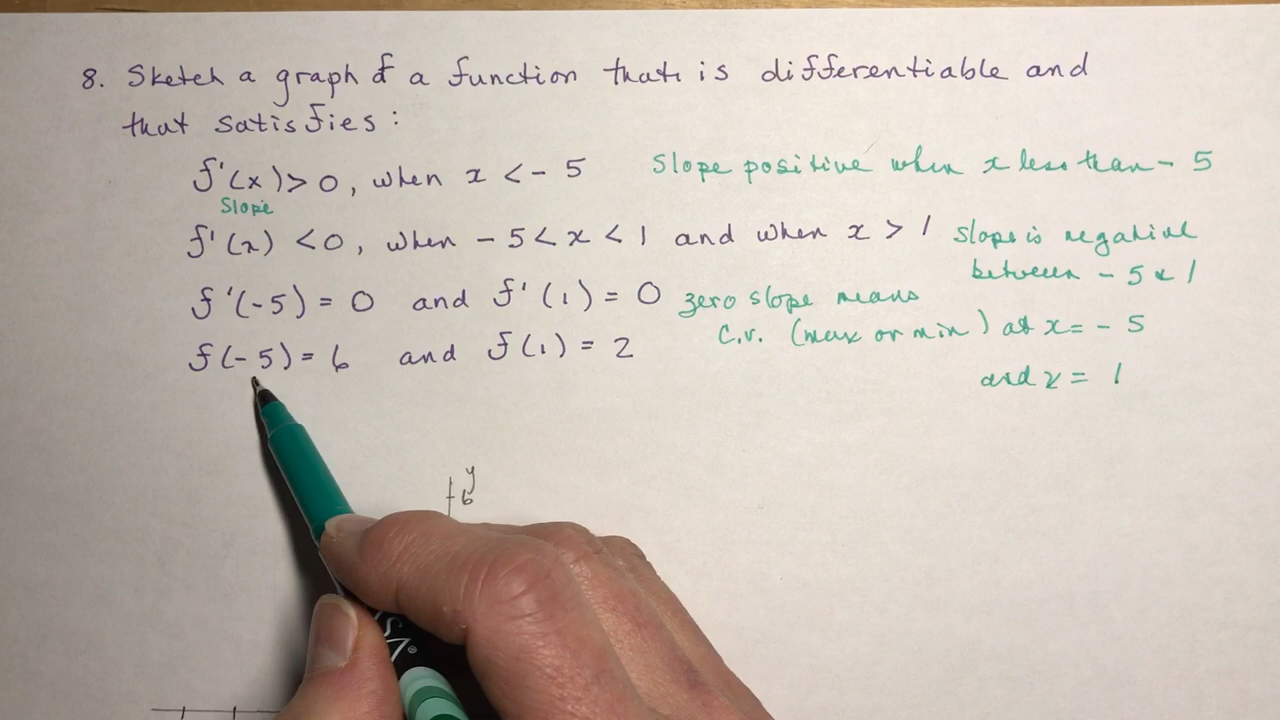 8. Sketch a graph of a function that is differentiable and
that satisfies:
f'(x) > 0, when x < - 5 Slope positive when x less than - 5
Slope
f'(x) < 0, when - 5 < x < 1 and when x > 1 slope is negative
between - 5 & 1
f'(-5) = 0 and f'(1) = 0 zero slope means
c.v. (max or min) at x = - 5
f(-5) = 6 and f(1) = 2
and x = 1
y
6